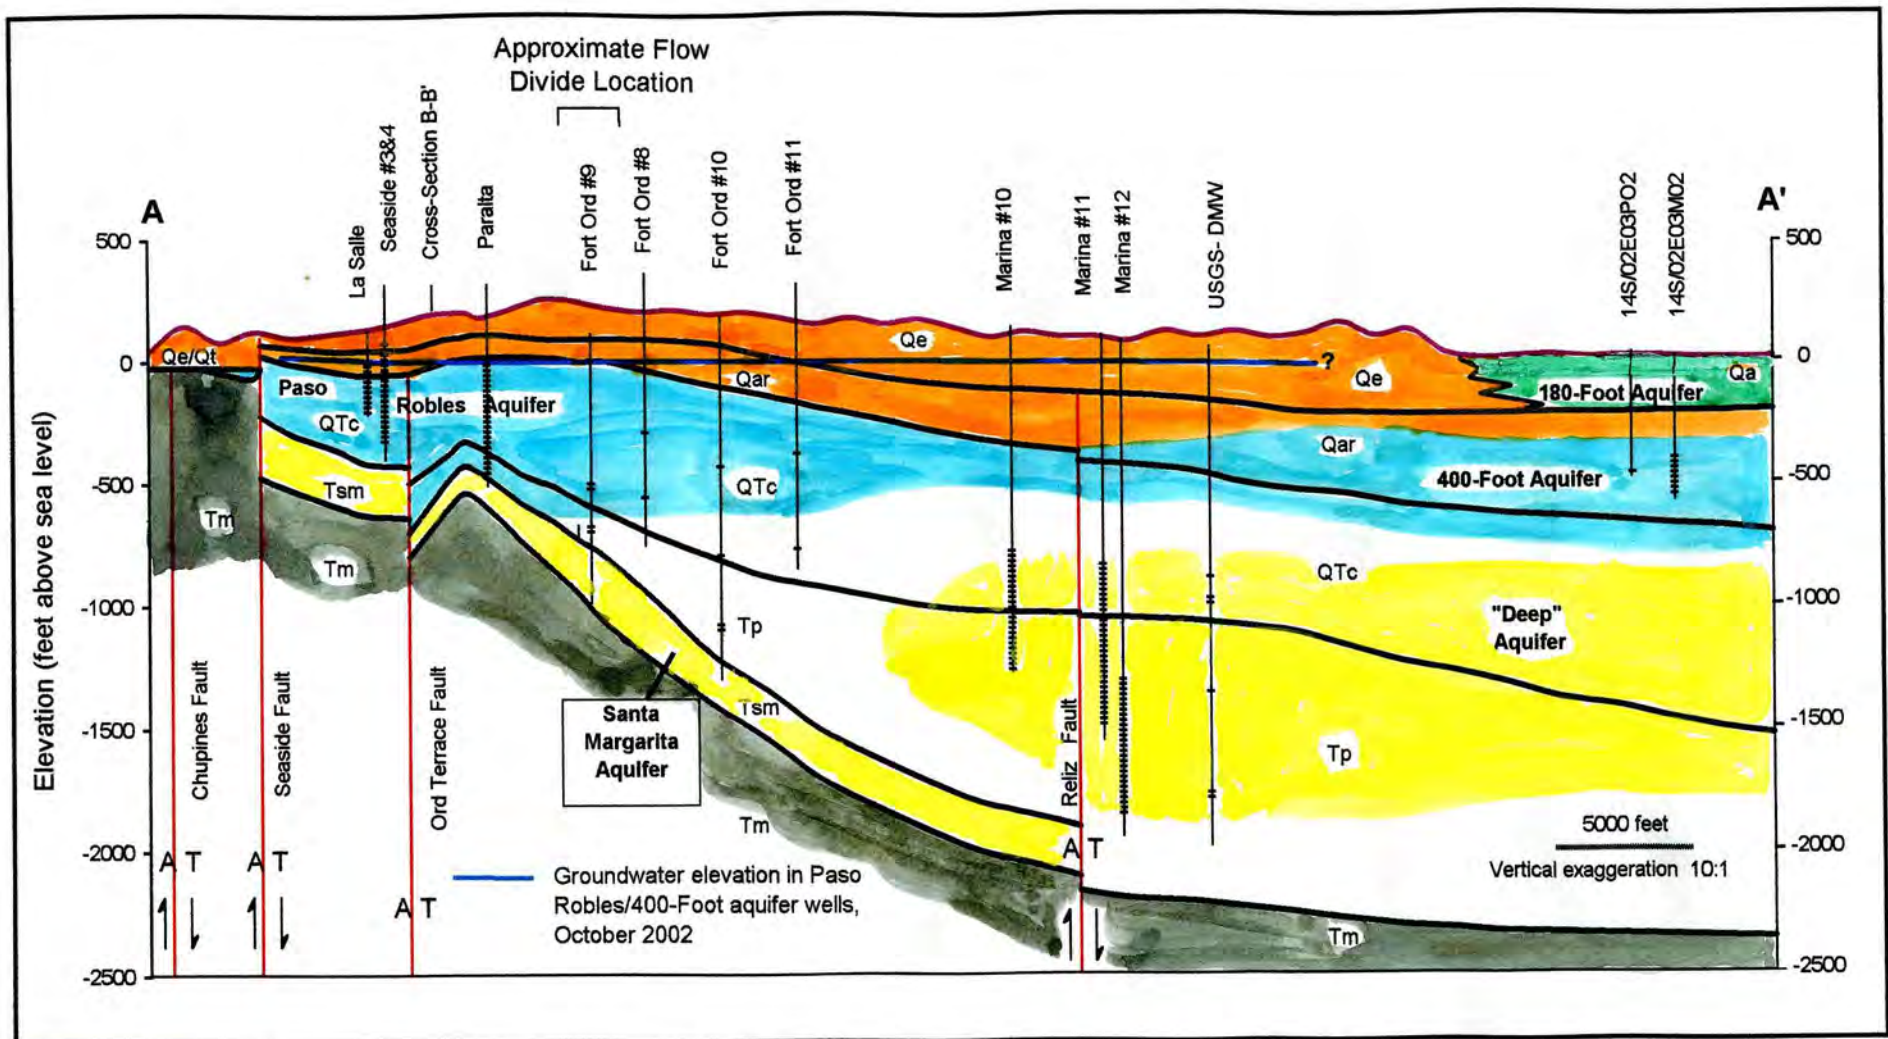 Approximate Flow
Divide Location
La Salle
Seaside #3&4
Cross-Section B-B'
Paralta
Fort Ord #9
Fort Ord #8
Fort Ord #10
Fort Ord #11
Marina #10
Marina #11
Marina #12
USGS- DMW
14S/02E03PO2
14S/02E03M02
A
A'
Elevation (feet above sea level)
500
0
-500
-1000
-1500
-2000
-2500
500
0
-500
-1000
-1500
-2000
-2500
Qe/Qt
Qe
Qar
?
Qe
Qa
180-Foot Aquifer
Paso
Robles Aquifer
QTc
QTc
Qar
400-Foot Aquifer
Tsm
Tm
Tm
QTc
"Deep"
Aquifer
Tp
Tsm
Tp
Tm
Tm
Santa
Margarita
Aquifer
Chupines Fault
Seaside Fault
Ord Terrace Fault
Reliz Fault
A T
A T
A T
A T
5000 feet
Vertical exaggeration 10:1
Groundwater elevation in Paso
Robles/400-Foot aquifer wells,
October 2002